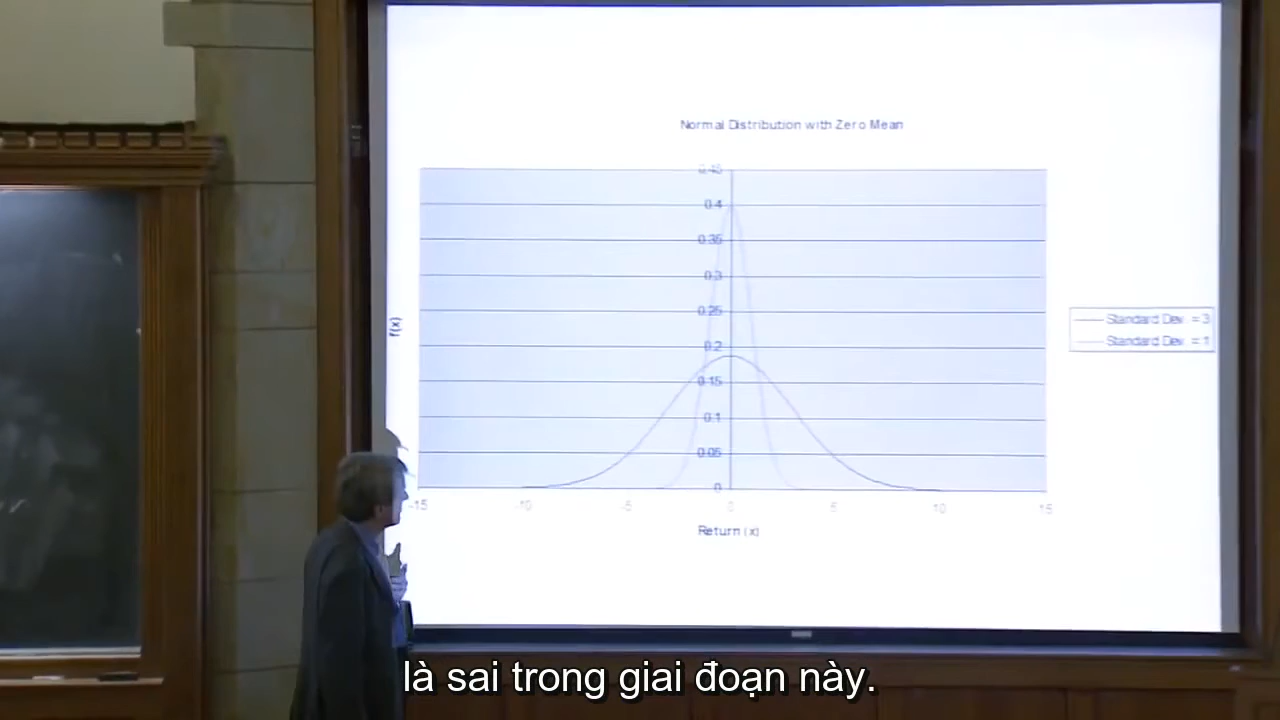 Normal Distribution with Zero Mean
0.45
0.4
0.35
0.3
0.25
0.2
0.15
0.1
0.05
0
-15 -10 -5 0 5 10 15
Return (x)
f(x)
Standard Dev. = 3
Standard Dev. = 1
là sai trong giai đoạn này.